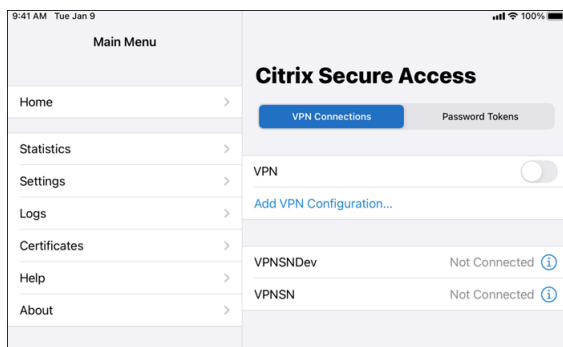 9:41 AM Tue Jan 9
100%
Main Menu
Home
Statistics
Settings
Logs
Certificates
Help
About
Citrix Secure Access
VPN Connections Password Tokens
VPN
Add VPN Configuration...
VPNSNDev Not Connected
VPNSN Not Connected